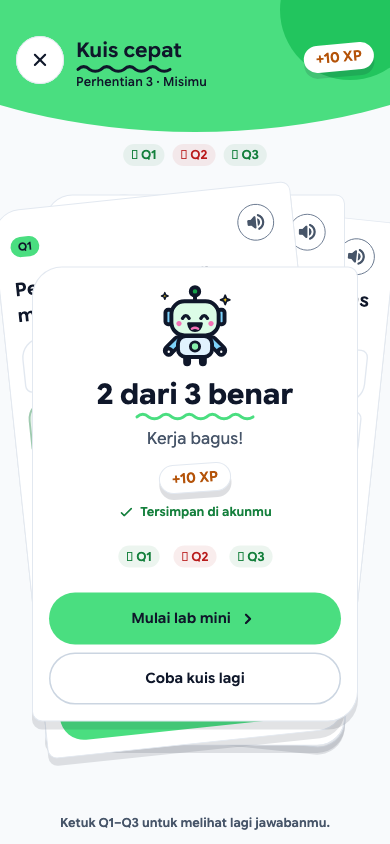 Kuis cepat
Perhentian 3 · Misimu
+10 XP
Q1
Q2
Q3
Q1
2 dari 3 benar
Kerja bagus!
+10 XP
Tersimpan di akunmu
Q1
Q2
Q3
Mulai lab mini
Coba kuis lagi
Ketuk Q1–Q3 untuk melihat lagi jawabanmu.